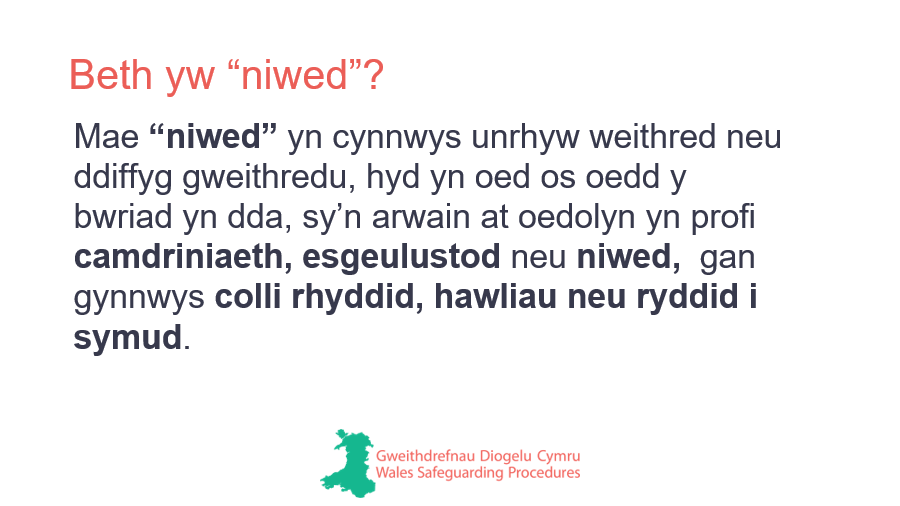 Beth yw “niwed”?
Mae “niwed” yn cynnwys unrhyw weithred neu
ddiffyg gweithredu, hyd yn oed os oedd y
bwriad yn dda, sy’n arwain at oedolyn yn profi
camdriniaeth, esgeulustod neu niwed,  gan
gynnwys colli rhyddid, hawliau neu ryddid i
symud.
Gweithdrefnau Diogelu Cymru
Wales Safeguarding Procedures